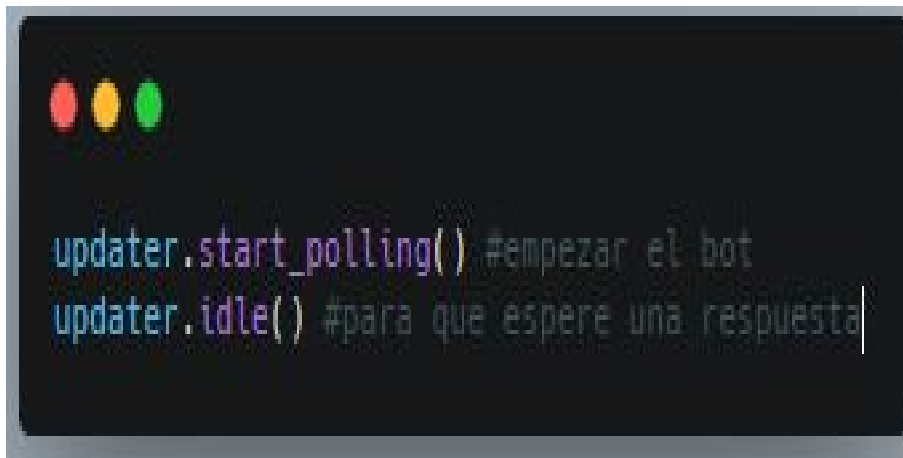 updater.start_polling() #empezar el bot
updater.idle() #para que espere una respuesta